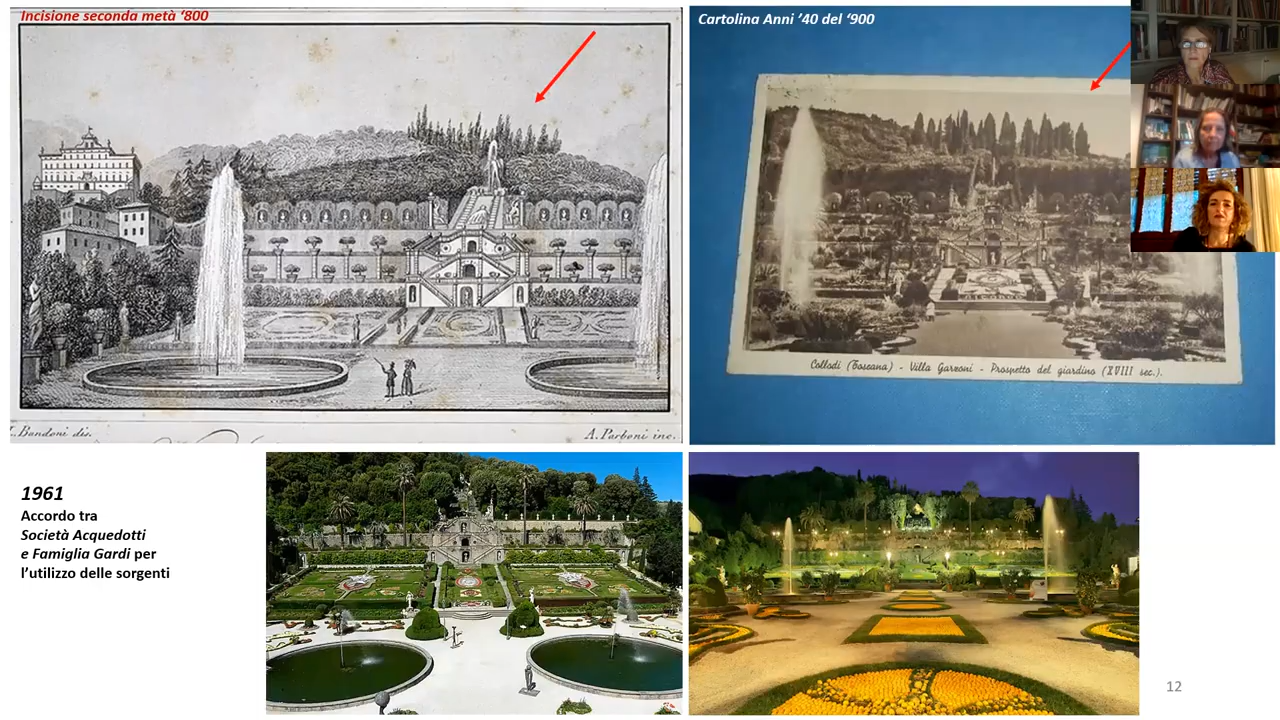 Incisione seconda metà ‘800
Cartolina Anni ’40 del ‘900
Collodi (Toscana) - Villa Garzoni - Prospetto del giardino (XVIII sec.).
A. Parboni inc.
1961
Accordo tra
Società Acquedotti
e Famiglia Gardi per
l’utilizzo delle sorgenti
12